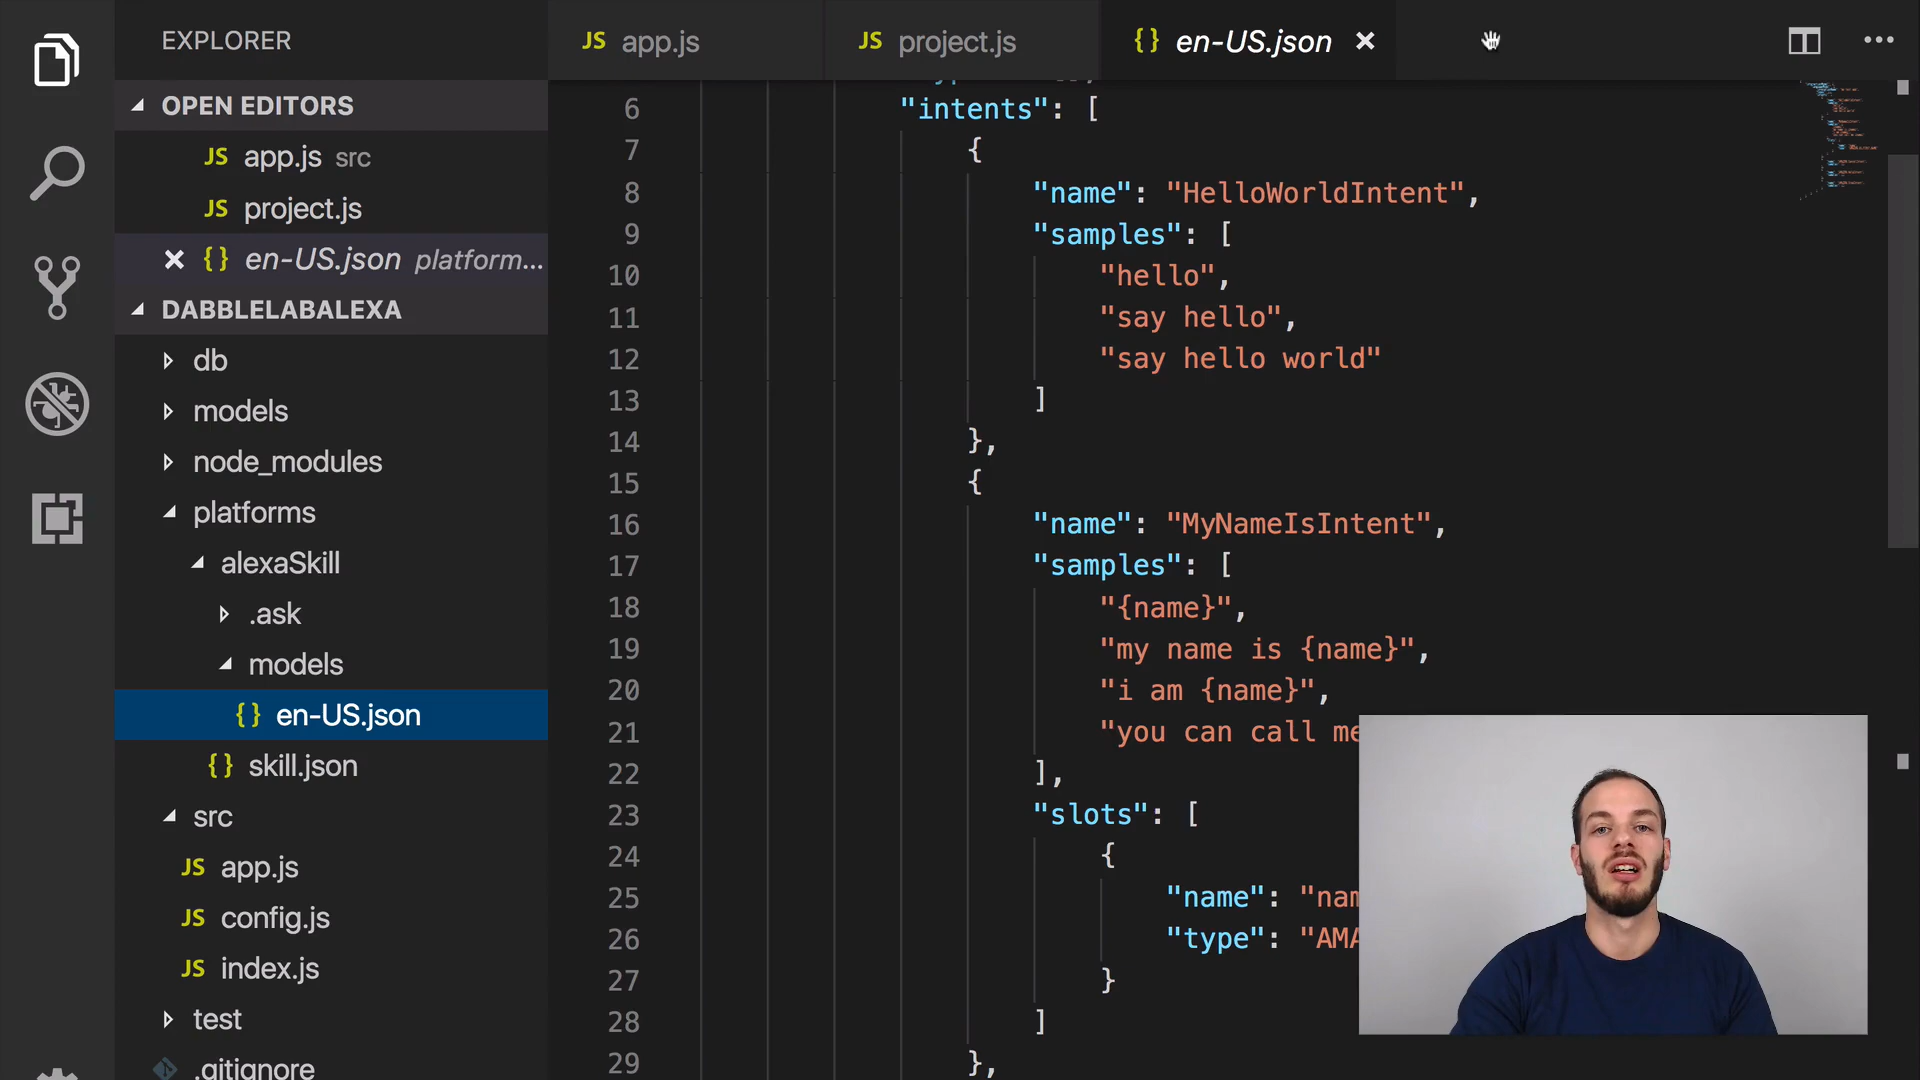 EXPLORER
OPEN EDITORS
JS app.js src
JS project.js
{} en-US.json platform...
DABBLELABALEXA
db
models
node_modules
platforms
alexaSkill
.ask
models
{} en-US.json
{} skill.json
src
JS app.js
JS config.js
JS index.js
test
.gitignore
JS app.js
JS project.js
{} en-US.json
6 "intents": [
7 {
8 "name": "HelloWorldIntent",
9 "samples": [
10 "hello",
11 "say hello",
12 "say hello world"
13 ]
14 },
15 {
16 "name": "MyNameIsIntent",
17 "samples": [
18 "{name}",
19 "my name is {name}",
20 "i am {name}",
21 "you can call me
22 ],
23 "slots": [
24 {
25 "name": "nam
26 "type": "AMA
27 }
28 ]
29 },